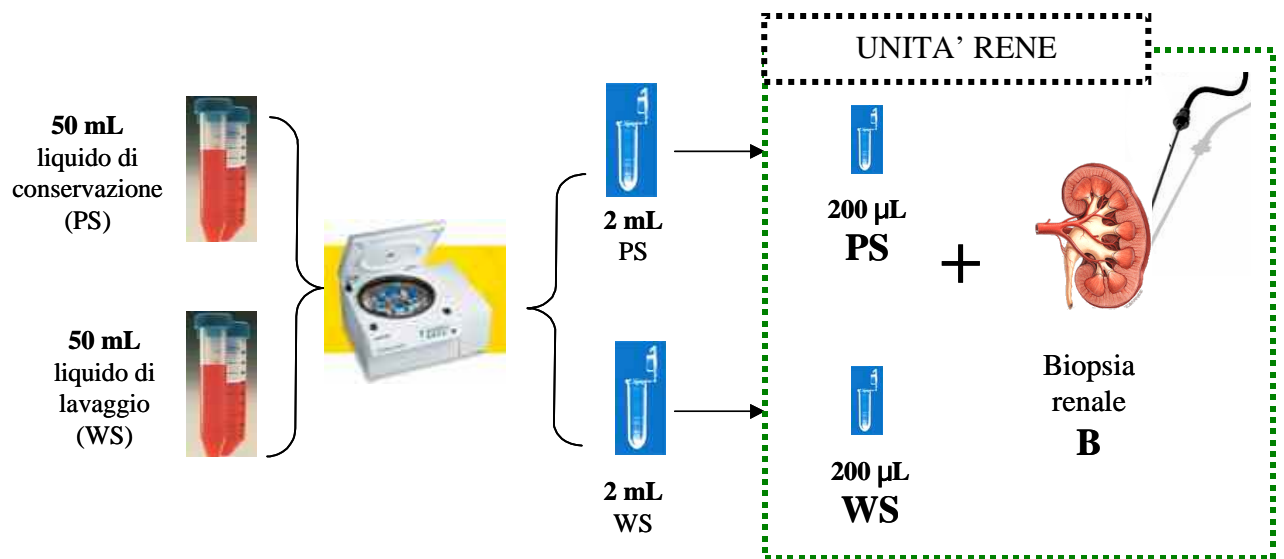 50 mL
liquido di
conservazione
(PS)
50 mL
liquido di
lavaggio
(WS)
2 mL
PS
2 mL
WS
UNITA’ RENE
200 µL
PS
+
200 µL
WS
Biopsia
renale
B